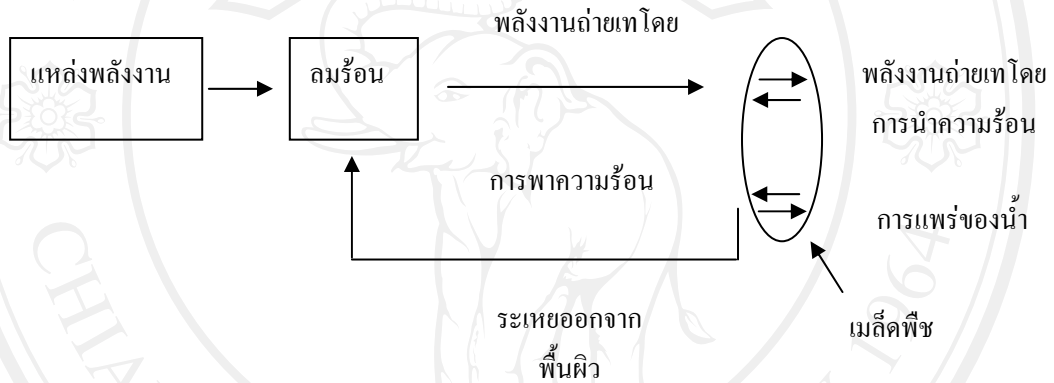 พลังงานถ่ายเทโดย
แหล่งพลังงาน
ลมร้อน
พลังงานถ่ายเทโดย
การนำความร้อน
การพาความร้อน
การแพร่ของน้ำ
ระเหยออกจาก
พื้นผิว
เมล็ดพืช
CHIA
1964